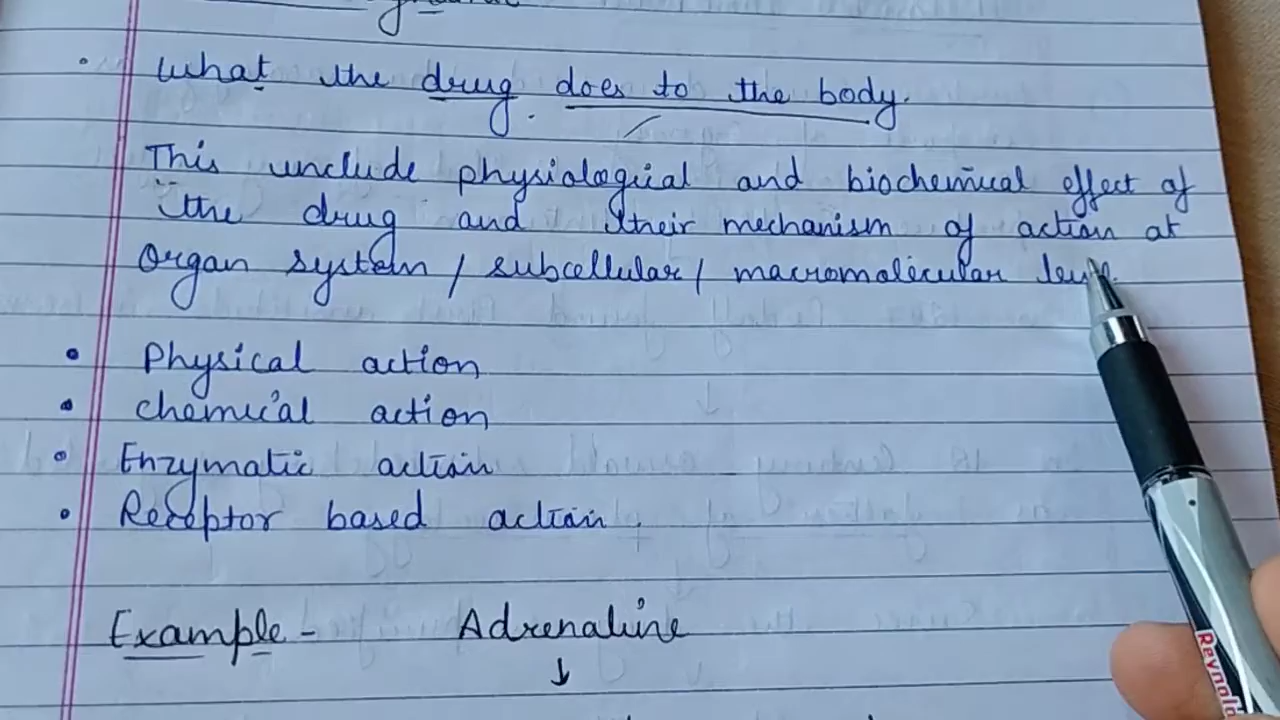 What the drug does to the body.
This include physiological and biochemical effect of
the drug and their mechanism of action at
Organ system / subcellular / macromolecular
• Physical action
• chemical action
• Enzymatic action
• Receptor based action.
Example - Adrenaline
↓